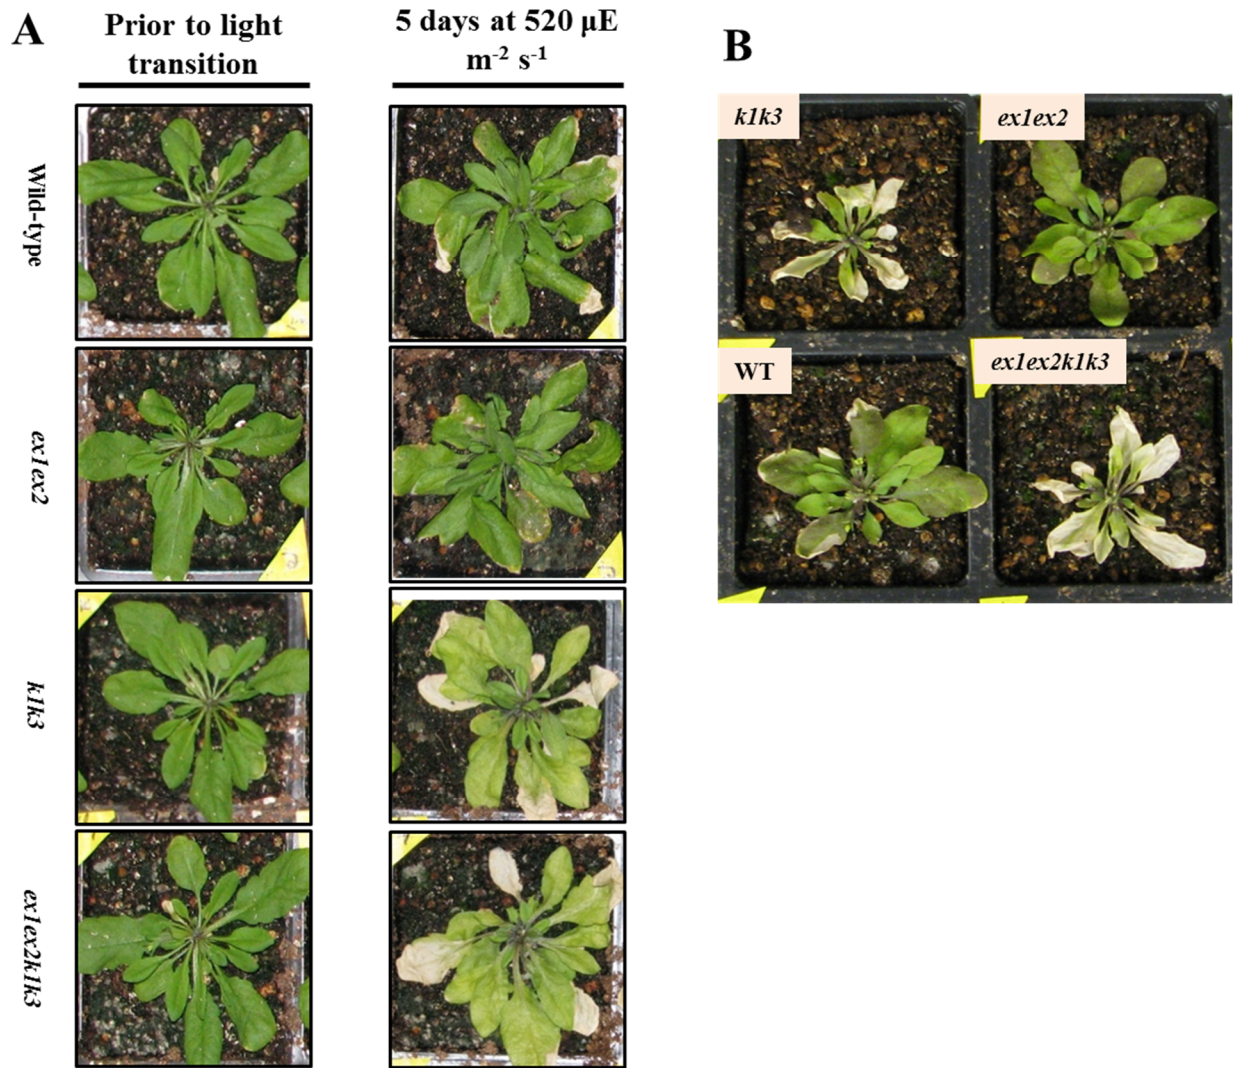 A
Prior to light
transition
5 days at 520 µE
m⁻² s⁻¹
Wild-type
ex1ex2
k1k3
ex1ex2k1k3
B
k1k3
ex1ex2
WT
ex1ex2k1k3